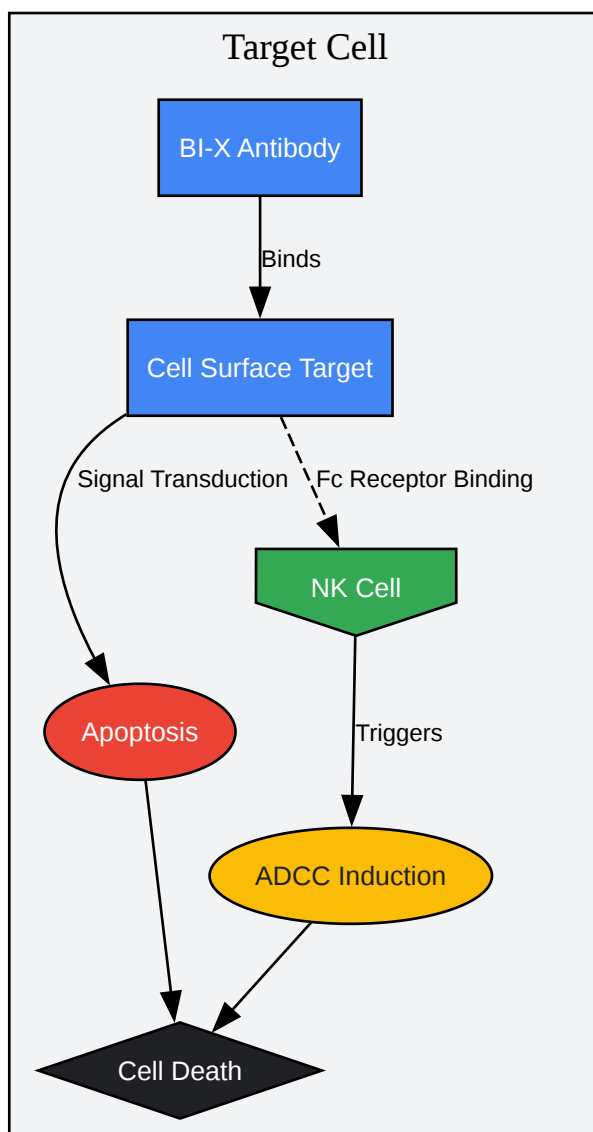 Target Cell
BI-X Antibody
Binds
Cell Surface Target
Signal Transduction
Fc Receptor Binding
NK Cell
Apoptosis
Triggers
ADCC Induction
Cell Death